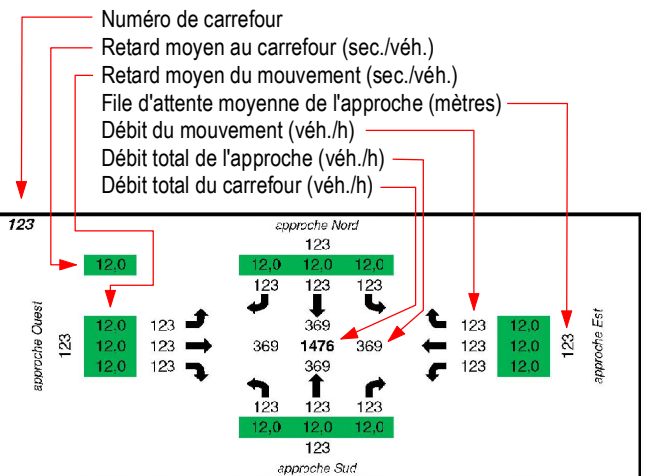 Numéro de carrefour
Retard moyen au carrefour (sec./véh.)
Retard moyen du mouvement (sec./véh.)
File d'attente moyenne de l'approche (mètres)
Débit du mouvement (véh./h)
Débit total de l'approche (véh./h)
Débit total du carrefour (véh./h)
123
approche Nord
123
12,0
12,0 12,0 12,0
123 123 123
approche Ouest
123
12,0 123
12,0 123
12,0 123
369
369 1476 369
369
123 12,0
123 12,0
123 12,0
123
approche Est
123 123 123
12,0 12,0 12,0
123
approche Sud